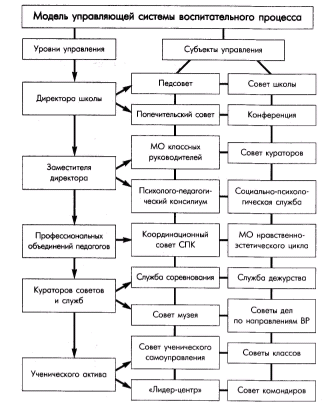 Модель управляющей системы воспитательного процесса
Уровни управления
Субъекты управления
Директора школы
Педсовет
Совет школы
Попечительский совет
Конференция
Заместителя
директора
МО классных
руководителей
Совет кураторов
Психолого-педагоги-
ческий консилиум
Социально-психоло-
гическая служба
Профессиональных
объединений педагогов
Координационный
совет СПК
МО нравственно-
эстетического цикла
Кураторов советов
и служб
Служба соревнования
Служба дежурства
Совет музея
Советы дел
по направлениям ВР
Ученического актива
Совет ученического
самоуправления
Советы классов
«Лидер-центр»
Совет командиров